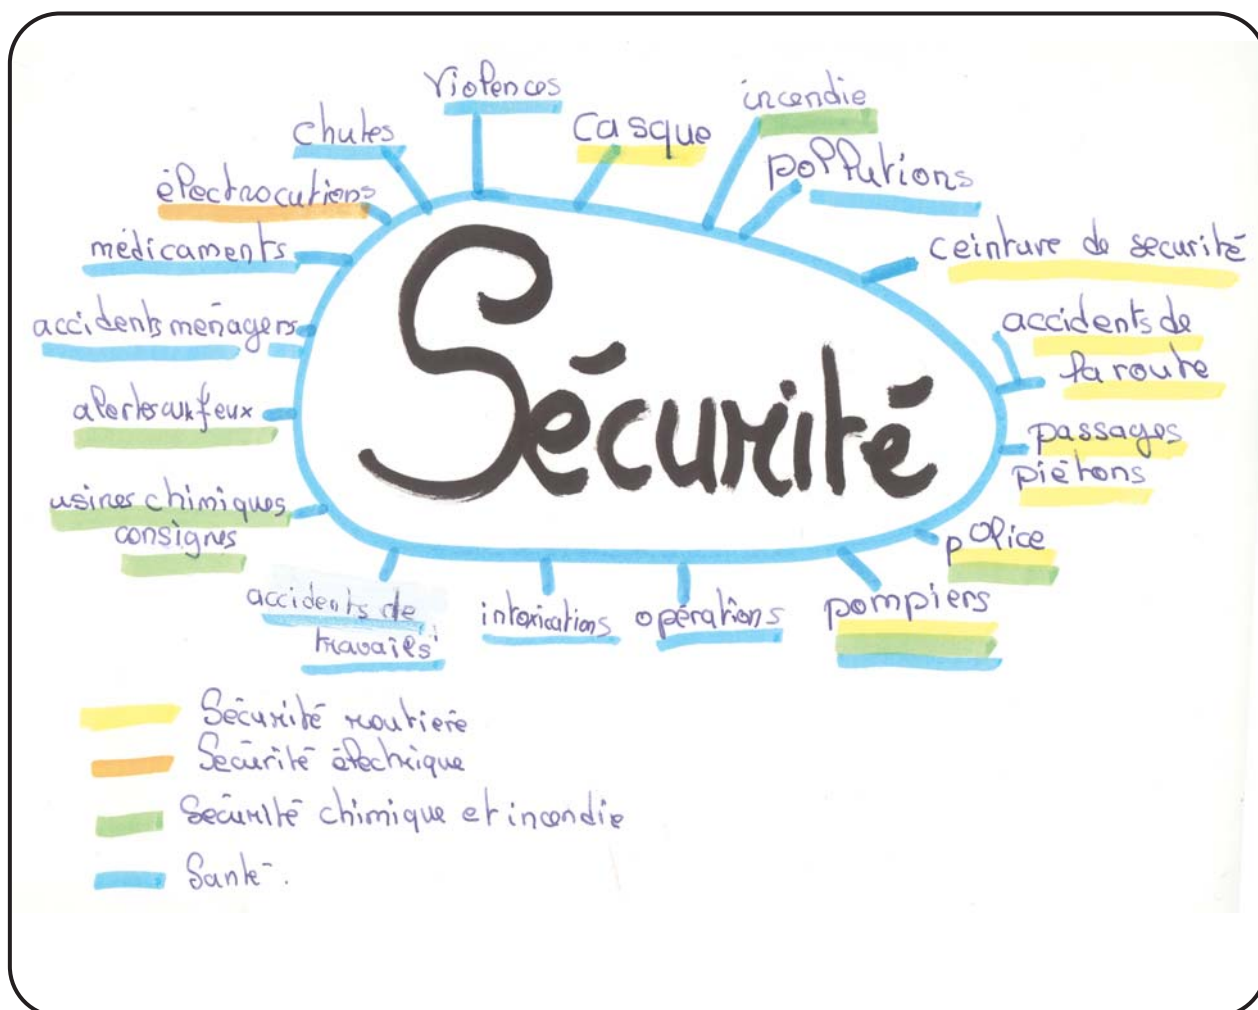 violences
incendie
chutes
casque
pollutions
électrocutions
médicaments
ceinture de sécurité
accidents ménagers
accidents de
la route
alertes aux feux
passages
piétons
usines chimiques
consignes
police
accidents de
travails
intoxications
opérations
pompiers
Sécurité
Sécurité routière
Sécurité électrique
Sécurité chimique et incendie
Santé.